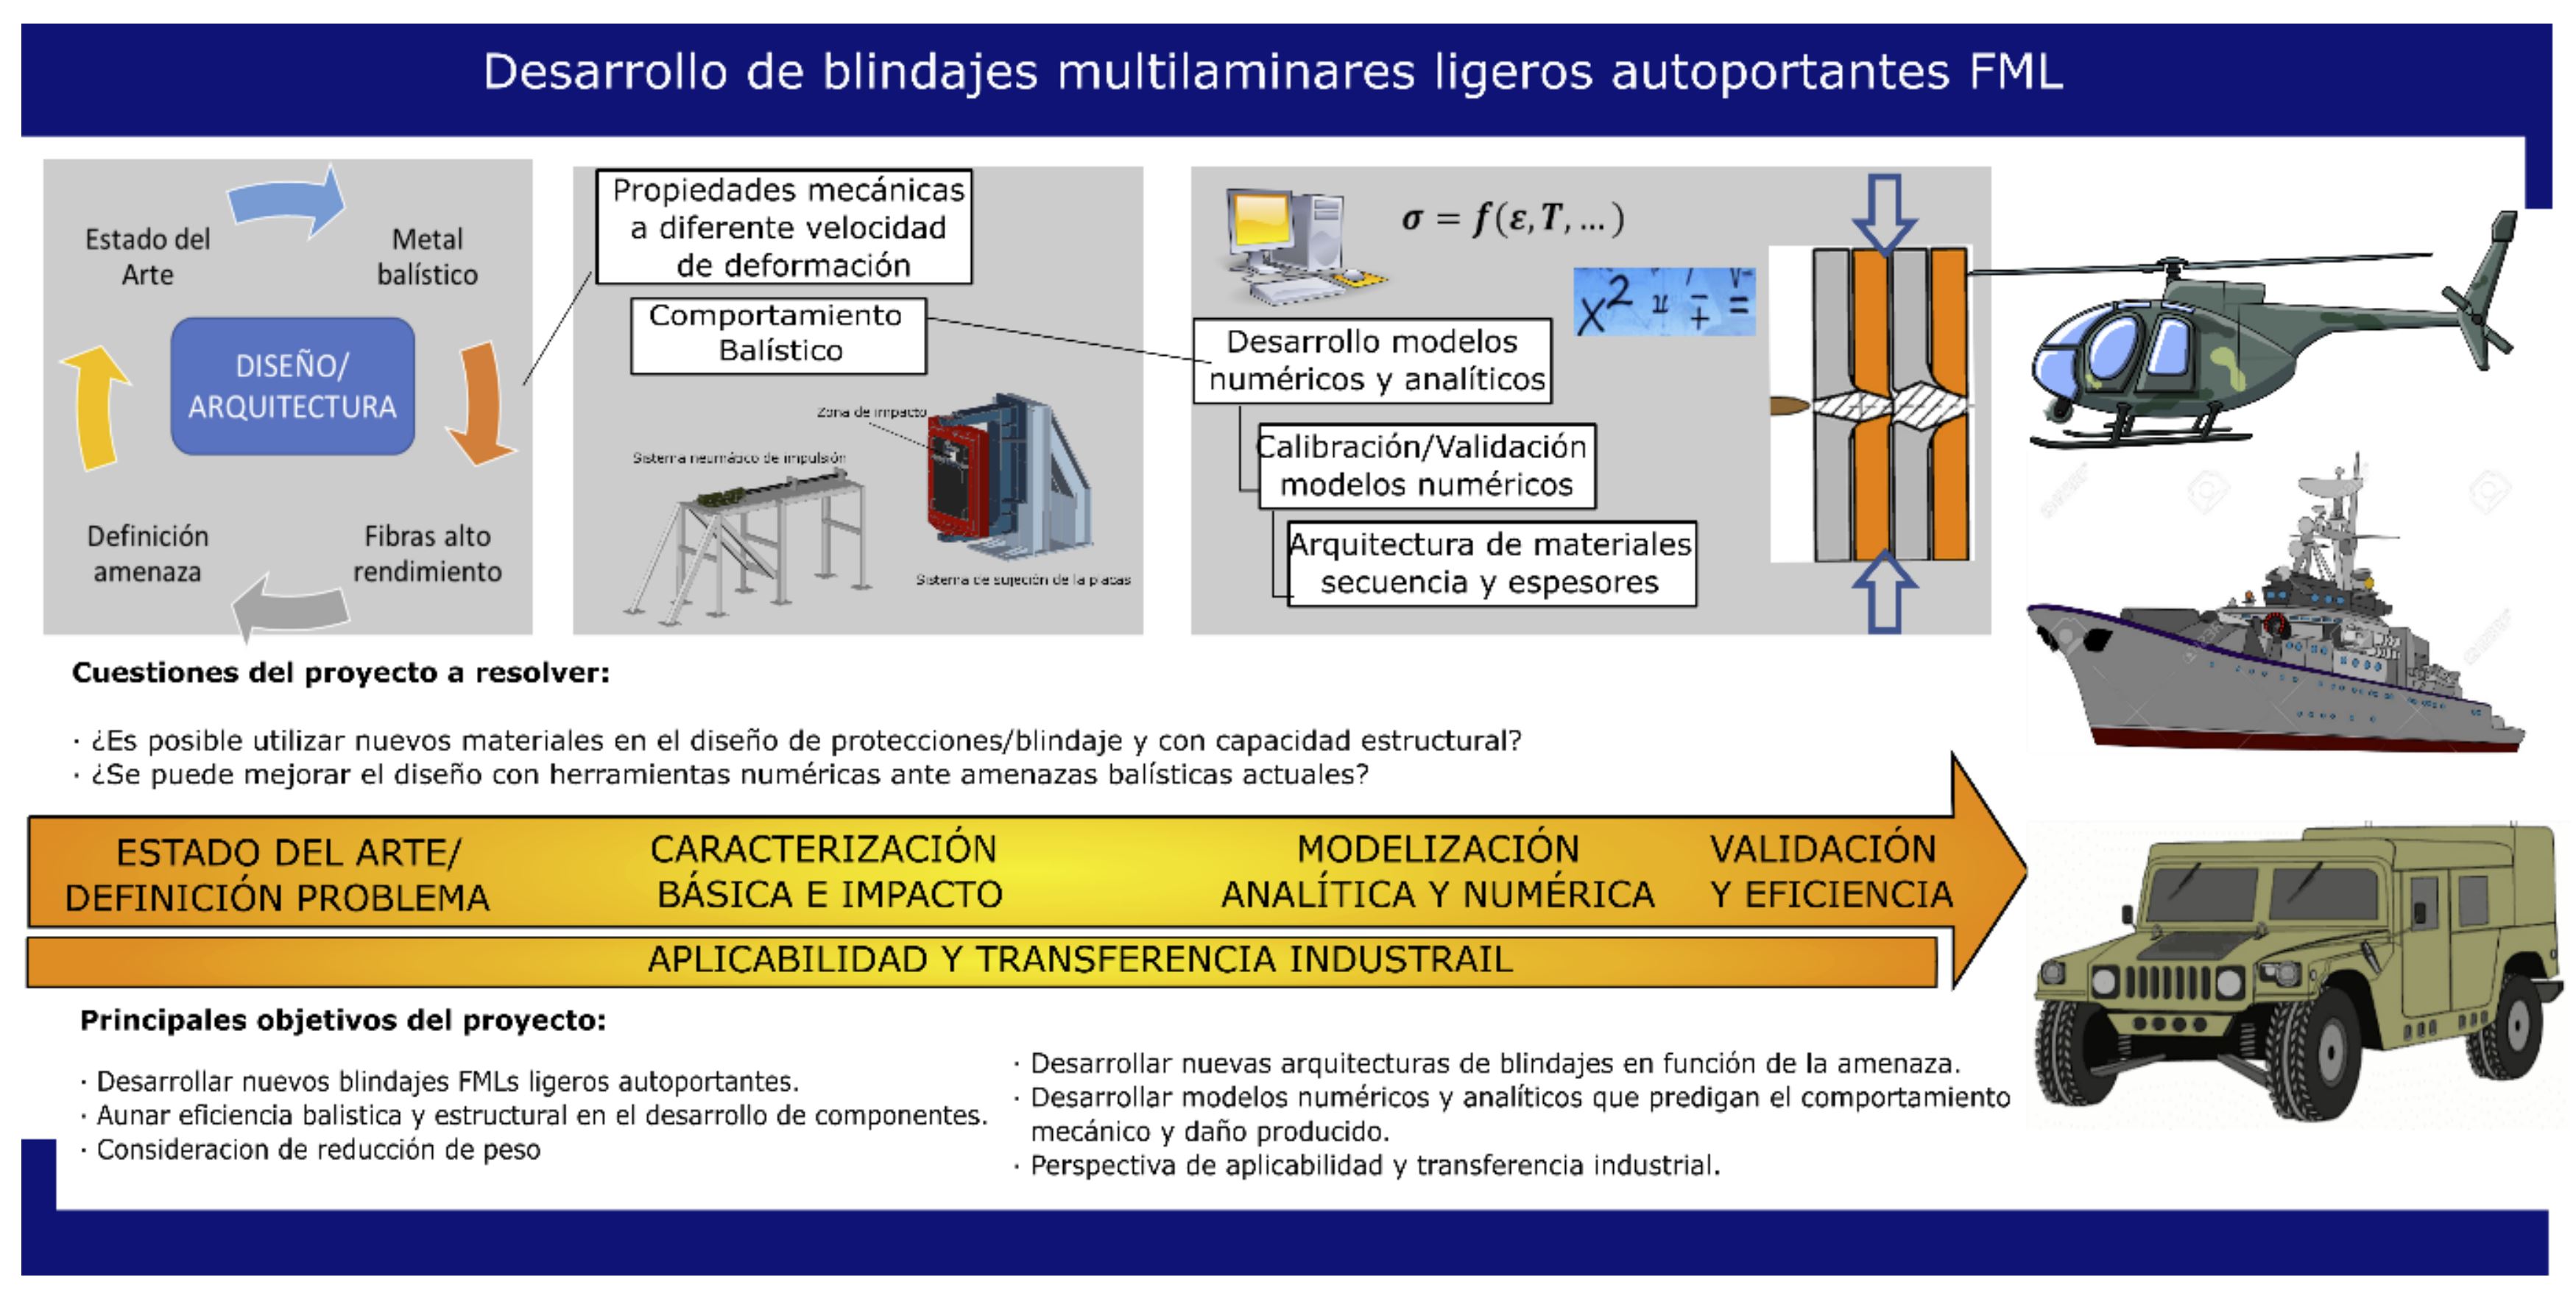 Desarrollo de blindajes multilaminares ligeros autoportantes FML
Estado del
Arte
Metal
balístico
DISEÑO/
ARQUITECTURA
Definición
amenaza
Fibras alto
rendimiento
Propiedades mecánicas
a diferente velocidad
de deformación
Comportamiento
Balístico
Zona de impacto
Sistema neumático de impulsión
Sistema de sujeción de la placas
σ = f(ε, T, ...)
x² =
Desarrollo modelos
numéricos y analíticos
Calibración/Validación
modelos numéricos
Arquitectura de materiales
secuencia y espesores
Cuestiones del proyecto a resolver:
· ¿Es posible utilizar nuevos materiales en el diseño de protecciones/blindaje y con capacidad estructural?
· ¿Se puede mejorar el diseño con herramientas numéricas ante amenazas balísticas actuales?
ESTADO DEL ARTE/
DEFINICIÓN PROBLEMA
CARACTERIZACIÓN
BÁSICA E IMPACTO
MODELIZACIÓN
ANALÍTICA Y NUMÉRICA
VALIDACIÓN
Y EFICIENCIA
APLICABILIDAD Y TRANSFERENCIA INDUSTRAIL
Principales objetivos del proyecto:
· Desarrollar nuevos blindajes FMLs ligeros autoportantes.
· Aunar eficiencia balistica y estructural en el desarrollo de componentes.
· Consideracion de reducción de peso
· Desarrollar nuevas arquitecturas de blindajes en función de la amenaza.
· Desarrollar modelos numéricos y analíticos que predigan el comportamiento
mecánico y daño producido.
· Perspectiva de aplicabilidad y transferencia industrial.